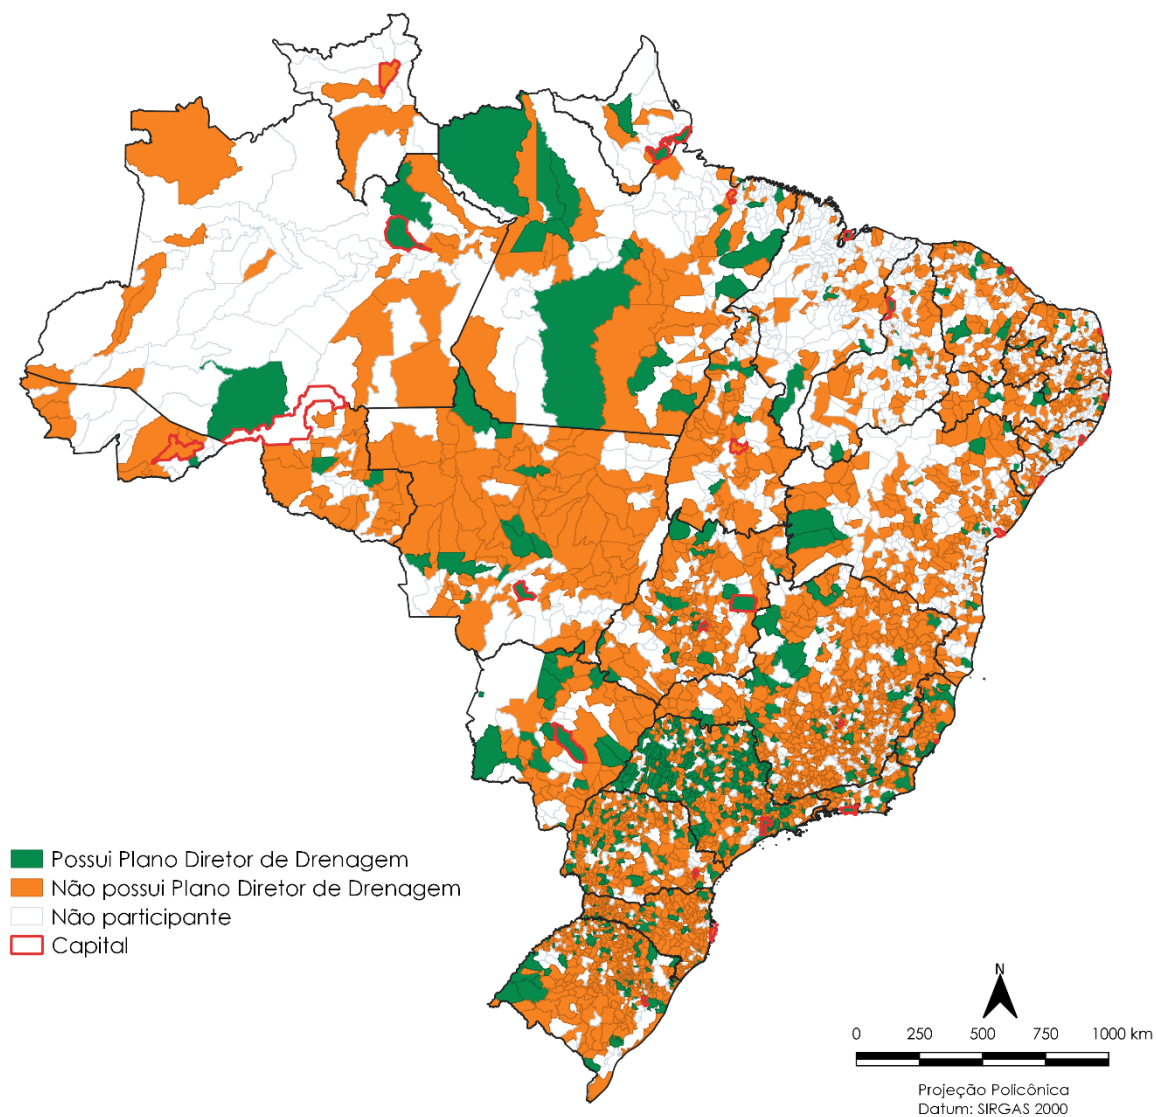 Possui Plano Diretor de Drenagem
Não possui Plano Diretor de Drenagem
Não participante
Capital
N
0 250 500 750 1000 km
Projeção Policônica
Datum: SIRGAS 2000